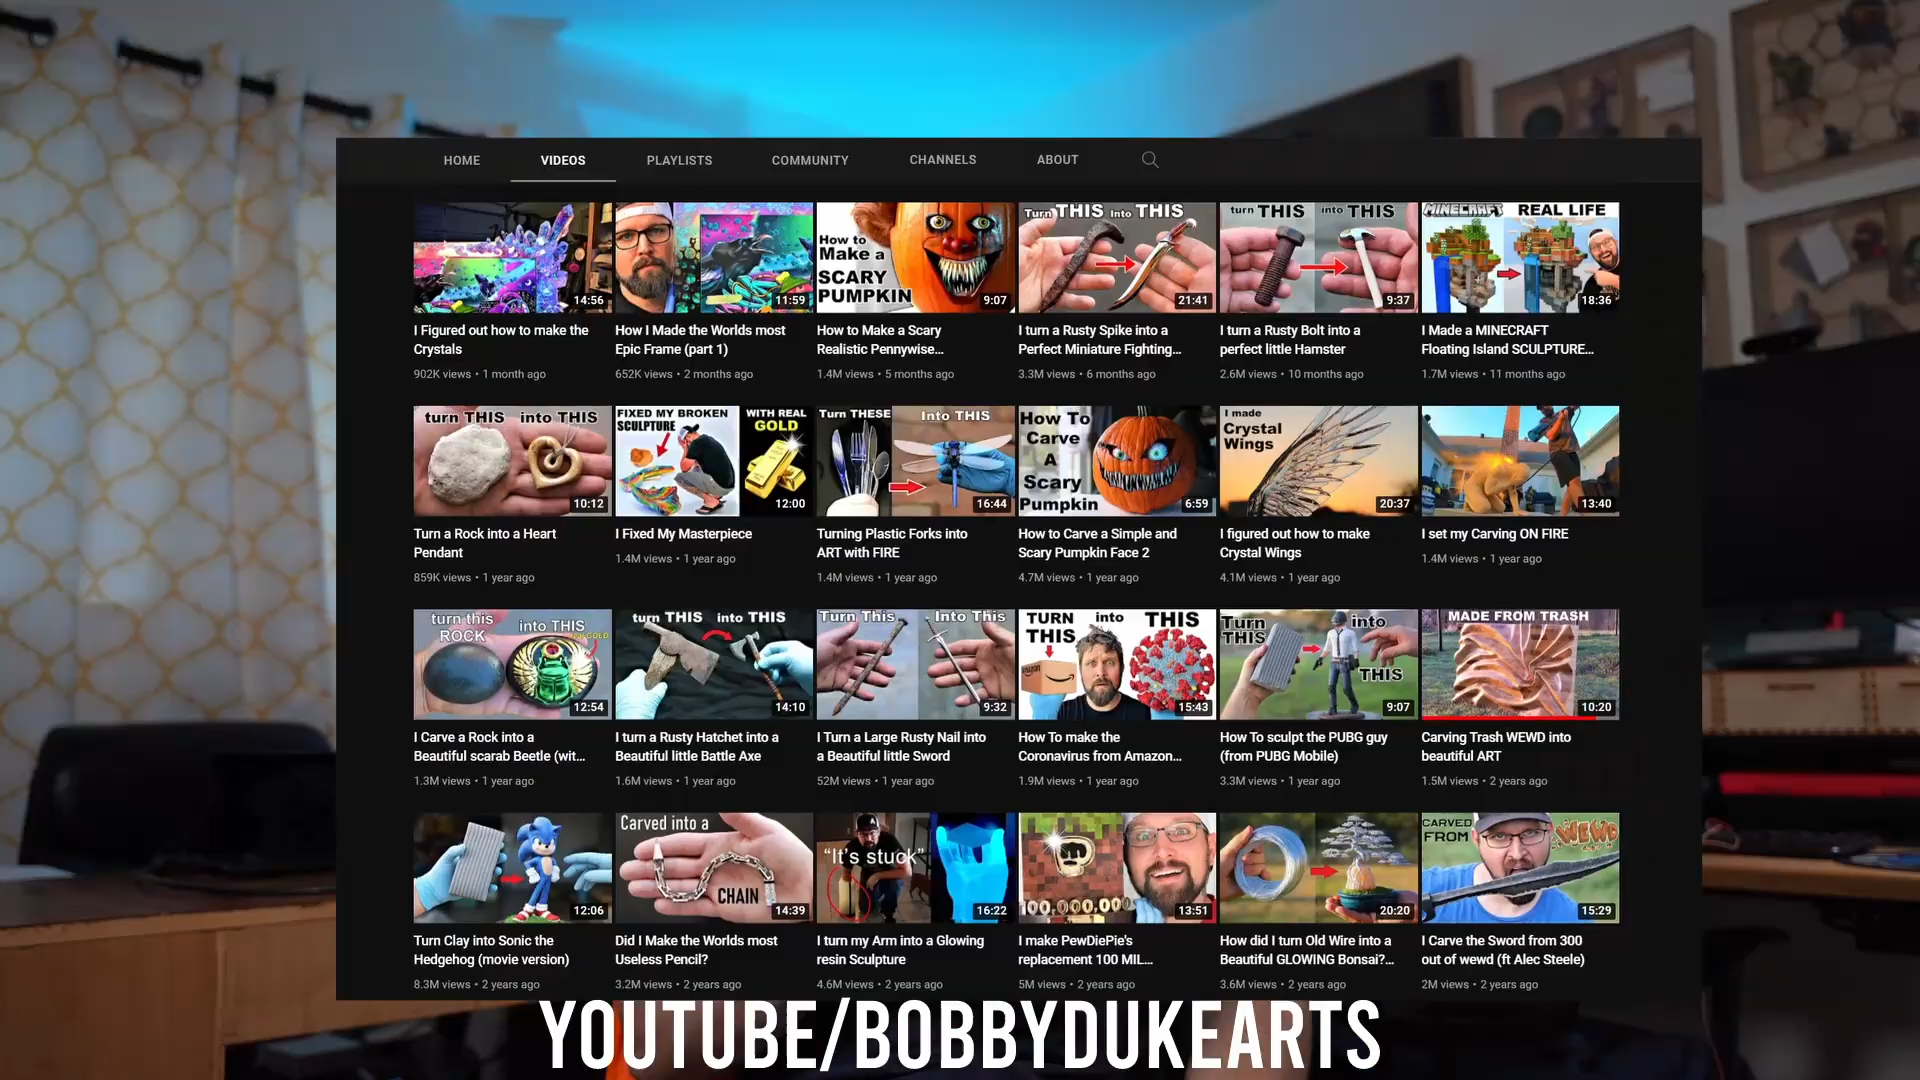 HOME VIDEOS PLAYLISTS COMMUNITY CHANNELS ABOUT
14:56
11:59
How to
Make a
SCARY
PUMPKIN
9:07
Turn THIS Into THIS
21:41
turn THIS into THIS
9:37
MINECRAFT REAL LIFE
18:36
I Figured out how to make the
Crystals
902K views • 1 month ago
How I Made the Worlds most
Epic Frame (part 1)
652K views • 2 months ago
How to Make a Scary
Realistic Pennywise...
1.4M views • 5 months ago
I turn a Rusty Spike into a
Perfect Miniature Fighting...
3.3M views • 6 months ago
I turn a Rusty Bolt into a
perfect little Hamster
2.6M views • 10 months ago
I Made a MINECRAFT
Floating Island SCULPTURE...
1.7M views • 11 months ago
turn THIS into THIS
10:12
FIXED MY BROKEN
SCULPTURE
WITH REAL
GOLD
12:00
Turn THESE Into THIS
16:44
How To
Carve
A
Scary
Pumpkin
6:59
I made
Crystal
Wings
20:37
13:40
Turn a Rock into a Heart
Pendant
859K views • 1 year ago
I Fixed My Masterpiece
1.4M views • 1 year ago
Turning Plastic Forks into
ART with FIRE
1.4M views • 1 year ago
How to Carve a Simple and
Scary Pumpkin Face 2
4.7M views • 1 year ago
I figured out how to make
Crystal Wings
4.1M views • 1 year ago
I set my Carving ON FIRE
1.4M views • 1 year ago
turn this
ROCK
into THIS
GOLD
12:54
turn THIS into THIS
14:10
Turn This Into This
9:32
TURN
THIS
into THIS
amazon
15:43
Turn
THIS
into
THIS
9:07
MADE FROM TRASH
10:20
I Carve a Rock into a
Beautiful scarab Beetle (wit...
1.3M views • 1 year ago
I turn a Rusty Hatchet into a
Beautiful little Battle Axe
1.6M views • 1 year ago
I Turn a Large Rusty Nail into
a Beautiful little Sword
52M views • 1 year ago
How To make the
Coronavirus from Amazon...
1.9M views • 1 year ago
How To sculpt the PUBG guy
(from PUBG Mobile)
3.3M views • 1 year ago
Carving Trash WEWD into
beautiful ART
1.5M views • 2 years ago
12:06
Carved into a
CHAIN
14:39
"It's stuck"
16:22
100,000,000
13:51
20:20
CARVED
FROM
WEWD
15:29
Turn Clay into Sonic the
Hedgehog (movie version)
8.3M views • 2 years ago
Did I Make the Worlds most
Useless Pencil?
3.2M views • 2 years ago
I turn my Arm into a Glowing
resin Sculpture
4.6M views • 2 years ago
I make PewDiePie's
replacement 100 MIL...
5M views • 2 years ago
How did I turn Old Wire into a
Beautiful GLOWING Bonsai?...
3.6M views • 2 years ago
I Carve the Sword from 300
out of wewd (ft Alec Steele)
2M views • 2 years ago
YOUTUBE/BOBBYDUKEARTS